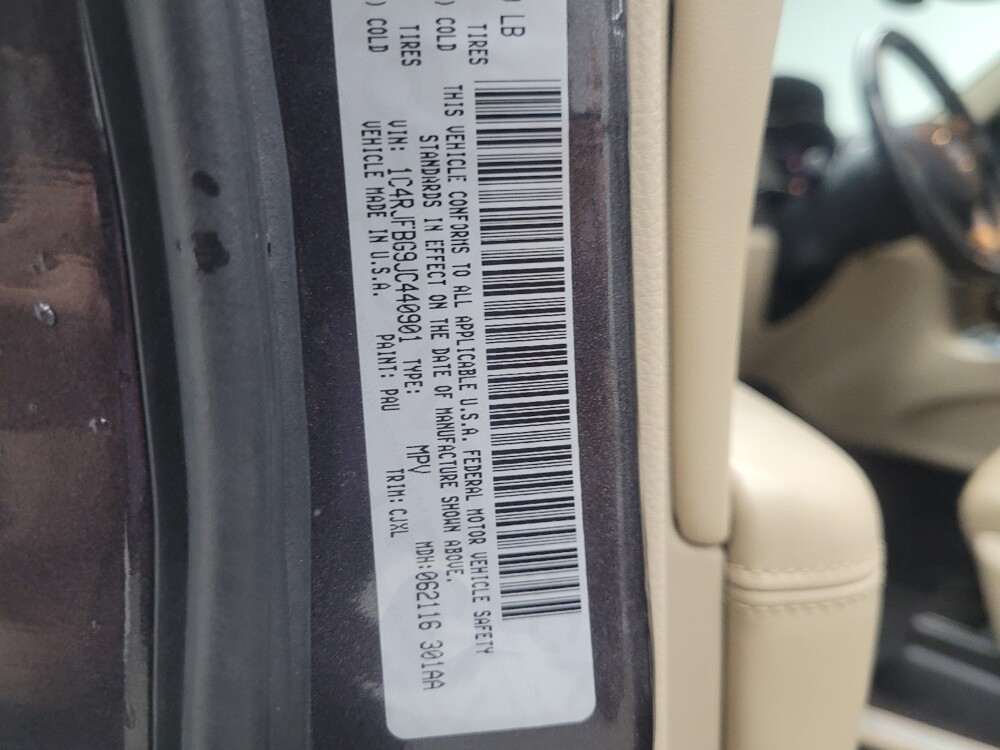 ) LB
) COLD TIRES
) COLD TIRES
THIS VEHICLE CONFORMS TO ALL APPLICABLE U.S.A. FEDERAL MOTOR VEHICLE SAFETY
STANDARDS IN EFFECT ON THE DATE OF MANUFACTURE SHOWN ABOVE.
VIN: 1C4RJFBG9JC440901 TYPE: MPV MDH:062116 301AA
VEHICLE MADE IN U.S.A. PAINT: PAU TRIM: CJXL